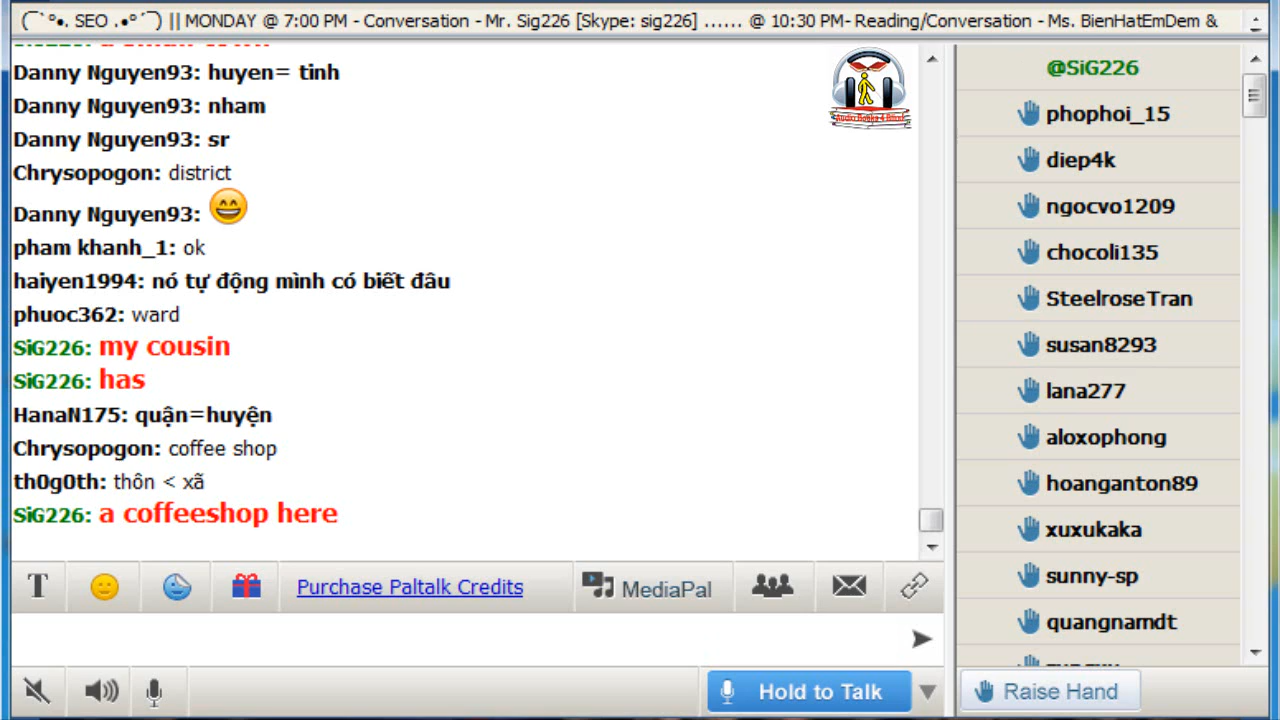 (¯`°•. SEO .•°´¯) || MONDAY @ 7:00 PM - Conversation - Mr. Sig226 [Skype: sig226] ...... @ 10:30 PM- Reading/Conversation - Ms. BienHatEmDem &
Danny Nguyen93: huyen= tinh
Danny Nguyen93: nham
Danny Nguyen93: sr
Chrysopogon: district
Danny Nguyen93:
pham khanh_1: ok
haiyen1994: nó tự động mình có biết đâu
phuoc362: ward
SiG226: my cousin
SiG226: has
HanaN175: quận=huyện
Chrysopogon: coffee shop
th0g0th: thôn < xã
SiG226: a coffeeshop here
Audio Books 4 Blind
@SiG226
phophoi_15
diep4k
ngocvo1209
chocoli135
SteelroseTran
susan8293
lana277
aloxophong
hoanganton89
xuxukaka
sunny-sp
quangnamdt
T
Purchase Paltalk Credits
MediaPal
Hold to Talk
Raise Hand